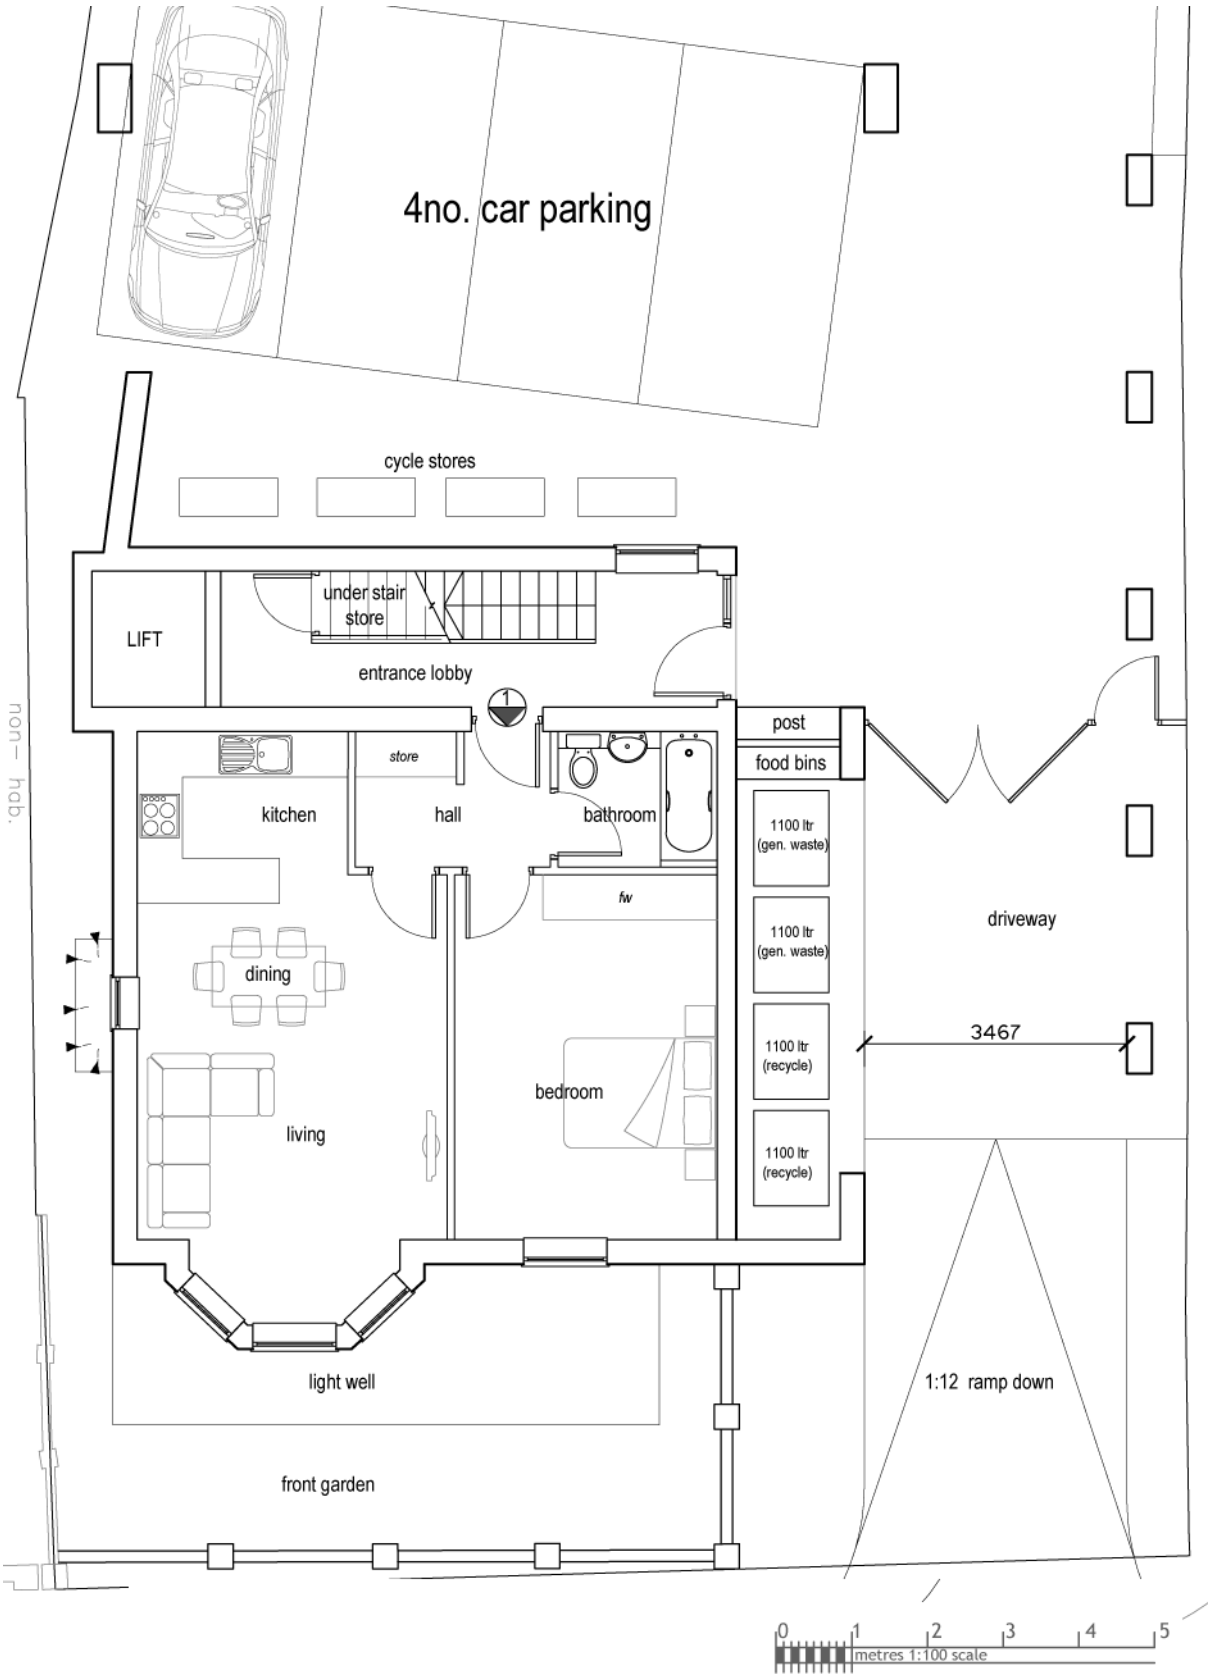 4no. car parking
cycle stores
under stair
store
LIFT
entrance lobby
1
non- hab.
post
store
food bins
kitchen
hall
bathroom
1100 ltr
(gen. waste)
fw
driveway
1100 ltr
(gen. waste)
dining
3467
1100 ltr
(recycle)
bedroom
living
1100 ltr
(recycle)
light well
1:12 ramp down
front garden
0 1 2 3 4 5
metres 1:100 scale